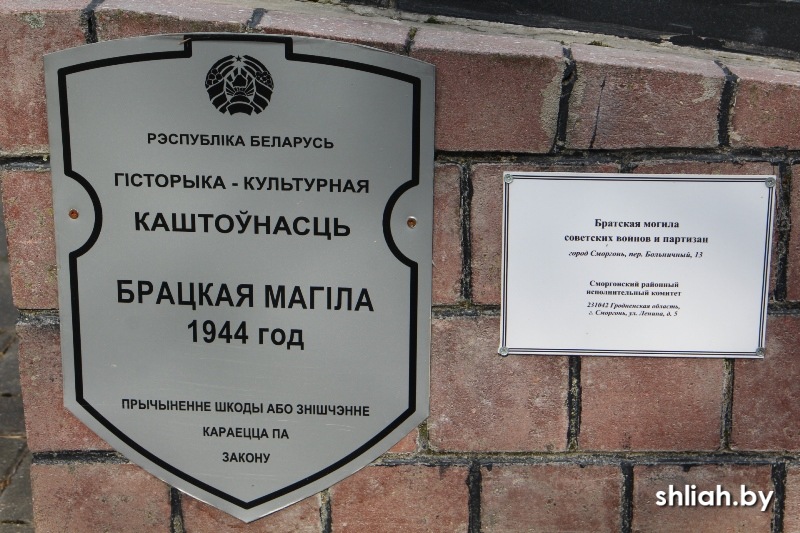 РЭСПУБЛІКА БЕЛАРУСЬ
ГІСТОРЫКА - КУЛЬТУРНАЯ
КАШТОЎНАСЦЬ
БРАЦКАЯ МАГІЛА
1944 год
ПРЫЧЫНЕННЕ ШКОДЫ АБО ЗНІШЧЭННЕ
КАРАЕЦЦА ПА
ЗАКОНУ
Братская могила
советских воинов и партизан
город Сморгонь, пер. Больничный, 13
Сморгонский районный
исполнительный комитет
231042 Гродненская область,
г. Сморгонь, ул. Ленина, д. 5
shliah.by